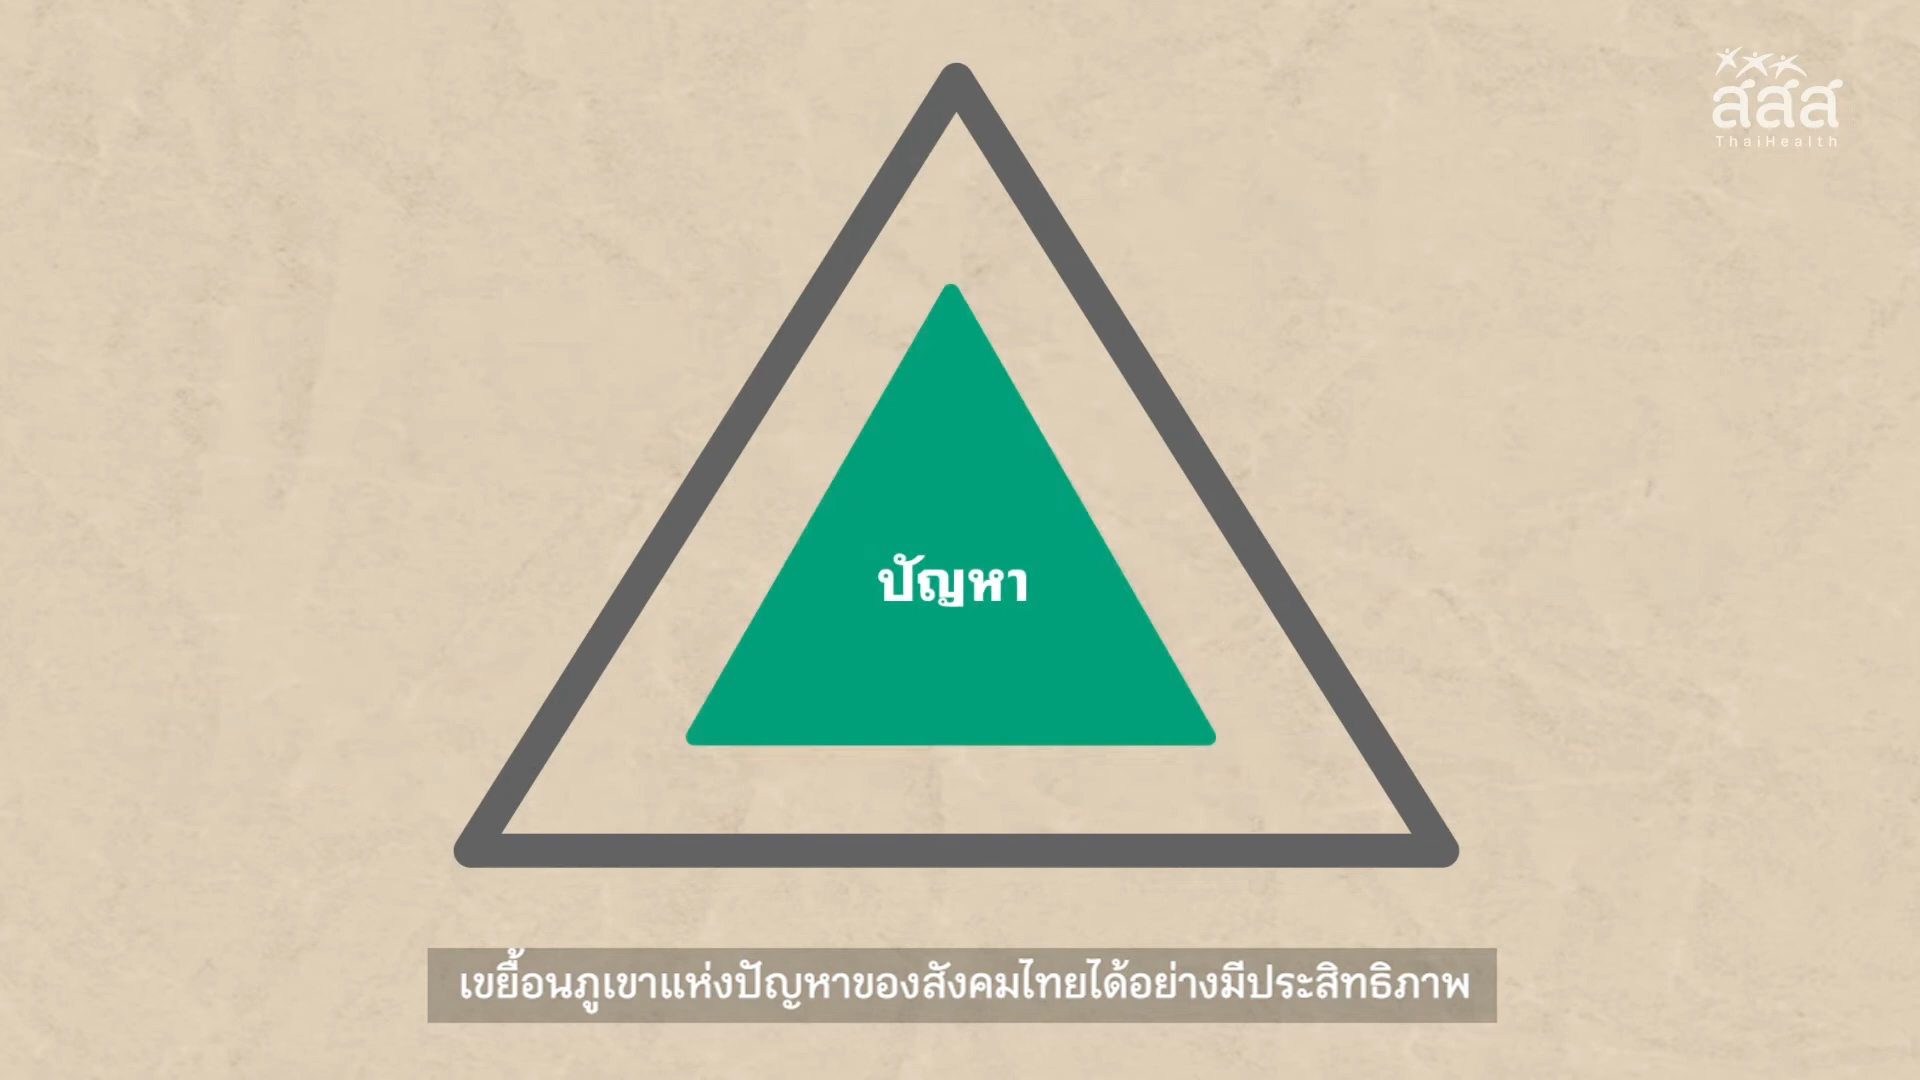 สสส
ThaiHealth
ปัญหา
เขยื้อนภูเขาแห่งปัญหาของสังคมไทยได้อย่างมีประสิทธิภาพ